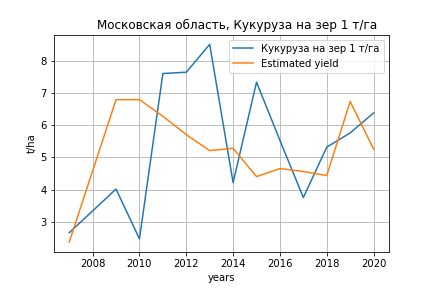 Московская область, Кукуруза на зер 1 т/га
Кукуруза на зер 1 т/га
Estimated yield
8
7
6
5
4
3
t/ha
2008 2010 2012 2014 2016 2018 2020
years